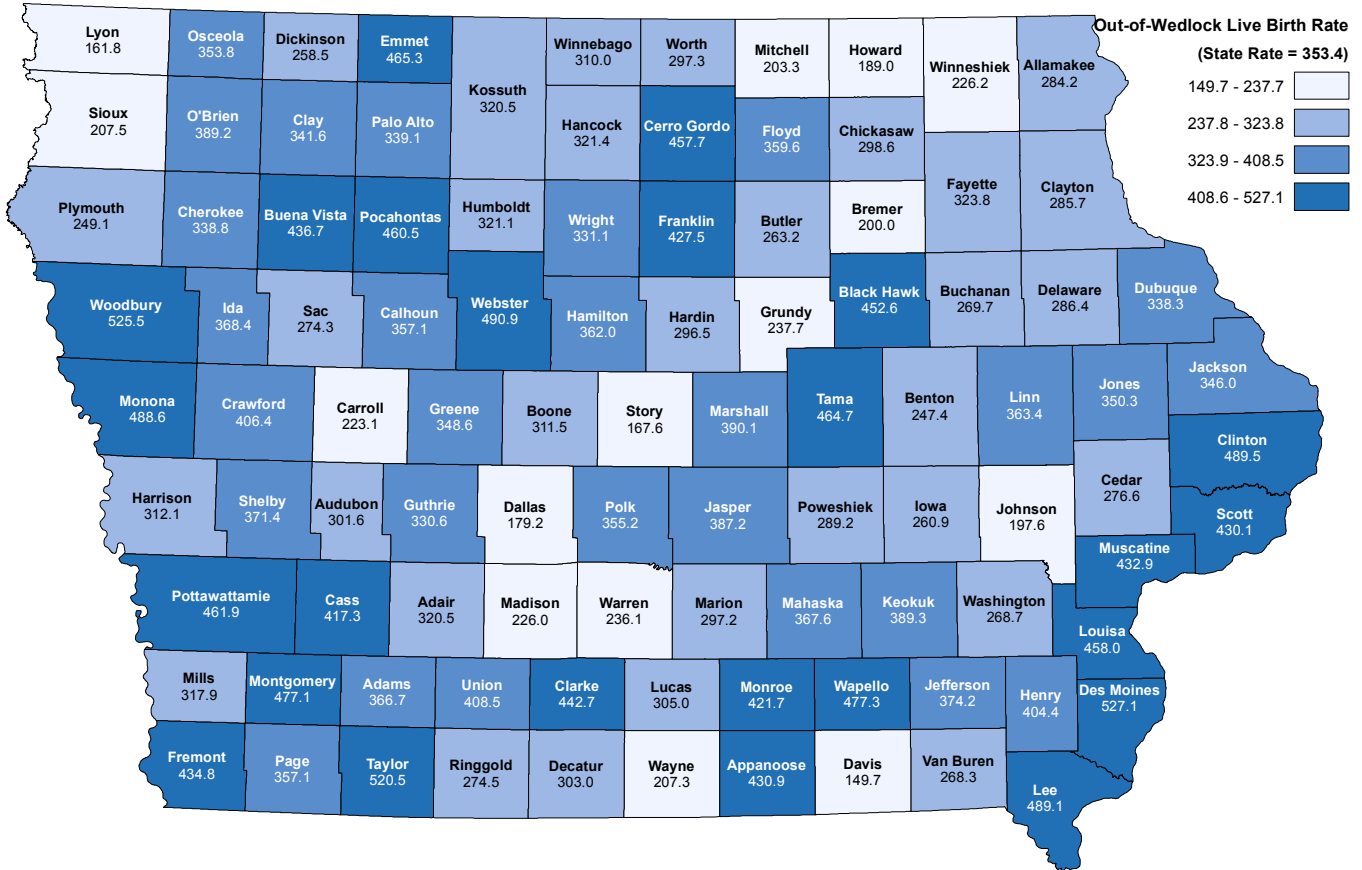 Out-of-Wedlock Live Birth Rate
(State Rate = 353.4)
149.7 - 237.7
237.8 - 323.8
323.9 - 408.5
408.6 - 527.1
Lyon
161.8
Osceola
353.8
Dickinson
258.5
Emmet
465.3
Kossuth
320.5
Winnebago
310.0
Worth
297.3
Mitchell
203.3
Howard
189.0
Winneshiek
226.2
Allamakee
284.2
Sioux
207.5
O'Brien
389.2
Clay
341.6
Palo Alto
339.1
Hancock
321.4
Cerro Gordo
457.7
Floyd
359.6
Chickasaw
298.6
Plymouth
249.1
Cherokee
338.8
Buena Vista
436.7
Pocahontas
460.5
Humboldt
321.1
Wright
331.1
Franklin
427.5
Butler
263.2
Bremer
200.0
Fayette
323.8
Clayton
285.7
Woodbury
525.5
Ida
368.4
Sac
274.3
Calhoun
357.1
Webster
490.9
Hamilton
362.0
Hardin
296.5
Grundy
237.7
Black Hawk
452.6
Buchanan
269.7
Delaware
286.4
Dubuque
338.3
Monona
488.6
Crawford
406.4
Carroll
223.1
Greene
348.6
Boone
311.5
Story
167.6
Marshall
390.1
Tama
464.7
Benton
247.4
Linn
363.4
Jones
350.3
Jackson
346.0
Clinton
489.5
Harrison
312.1
Shelby
371.4
Audubon
301.6
Guthrie
330.6
Dallas
179.2
Polk
355.2
Jasper
387.2
Poweshiek
289.2
Iowa
260.9
Johnson
197.6
Cedar
276.6
Scott
430.1
Muscatine
432.9
Pottawattamie
461.9
Cass
417.3
Adair
320.5
Madison
226.0
Warren
236.1
Marion
297.2
Mahaska
367.6
Keokuk
389.3
Washington
268.7
Louisa
458.0
Mills
317.9
Montgomery
477.1
Adams
366.7
Union
408.5
Clarke
442.7
Lucas
305.0
Monroe
421.7
Wapello
477.3
Jefferson
374.2
Henry
404.4
Des Moines
527.1
Fremont
434.8
Page
357.1
Taylor
520.5
Ringgold
274.5
Decatur
303.0
Wayne
207.3
Appanoose
430.9
Davis
149.7
Van Buren
268.3
Lee
489.1